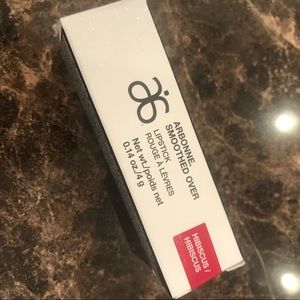 ARBONNE.
SMOOTHED OVER
LIPSTICK
ROUGE À LÈVRES
Net wt./poids net
0.14 oz./4 g
HIBISCUS /
HIBISCUS